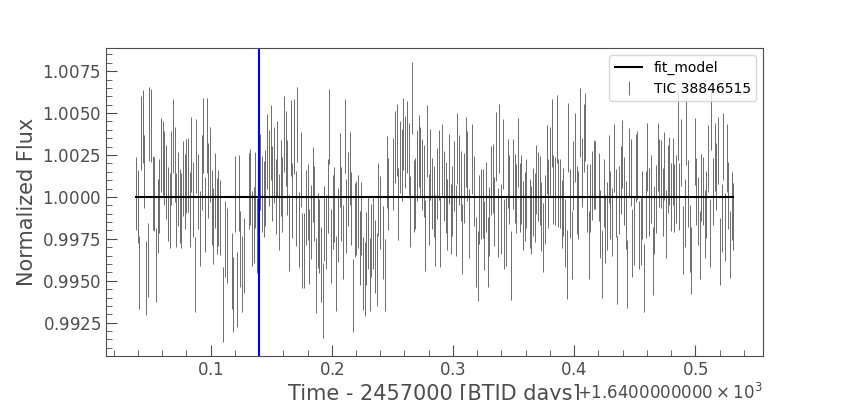 1.0075
1.0050
1.0025
1.0000
0.9975
0.9950
0.9925
Normalized Flux
fit_model
TIC 38846515
0.1 0.2 0.3 0.4 0.5
Time - 2457000 [BTJD days]
+1.6400000000 × 10³